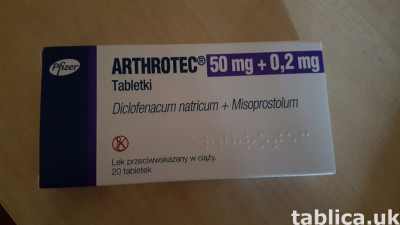 Pfizer
ARTHROTEC® 50 mg + 0,2 mg
Tabletki
Diclofenacum natricum + Misoprostolum
Lek przeciwwskazany w ciąży.
20 tabletek
tablica.uk